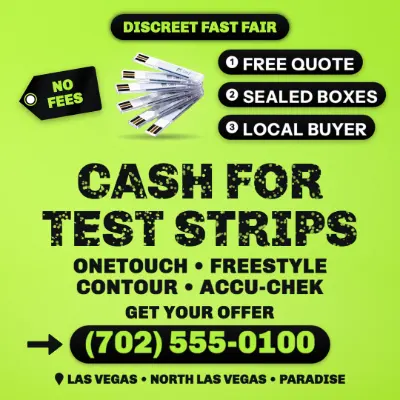 DISCREET FAST FAIR
NO
FEES
1 FREE QUOTE
2 SEALED BOXES
3 LOCAL BUYER
CASH FOR
TEST STRIPS
ONETOUCH • FREESTYLE
CONTOUR • ACCU-CHEK
GET YOUR OFFER
(702) 555-0100
LAS VEGAS • NORTH LAS VEGAS • PARADISE